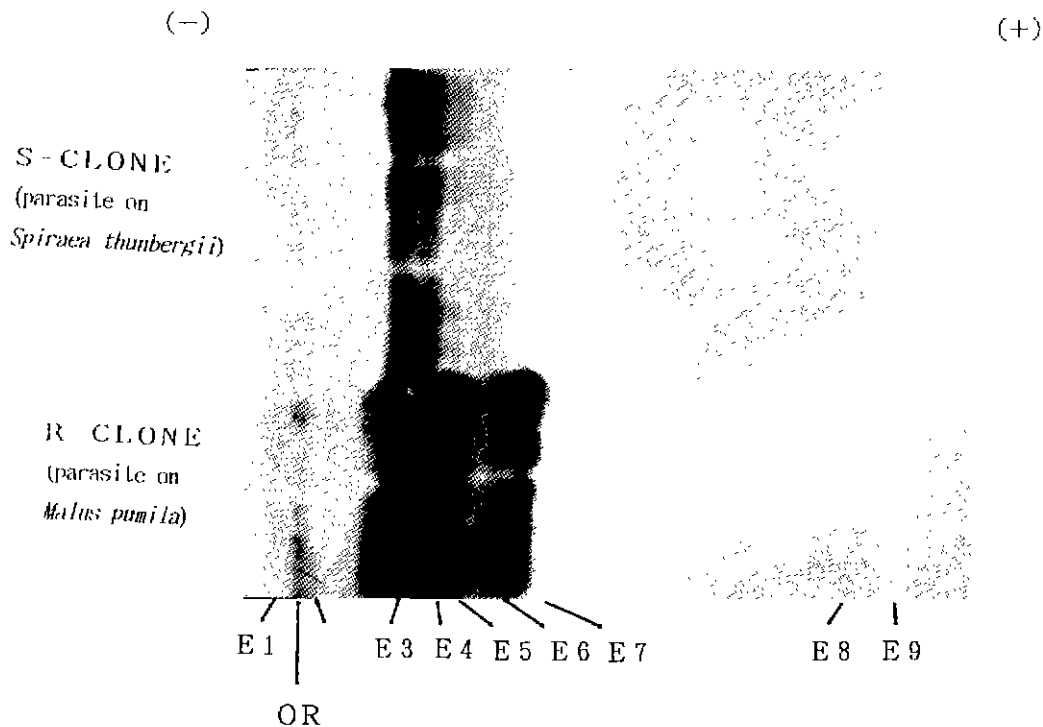 (−) (+)
S-CLONE
(parasite on
Spiraea thunbergii)
R CLONE
(parasite on
Malus pumila)
E1 E3 E4 E5 E6 E7 E8 E9
OR